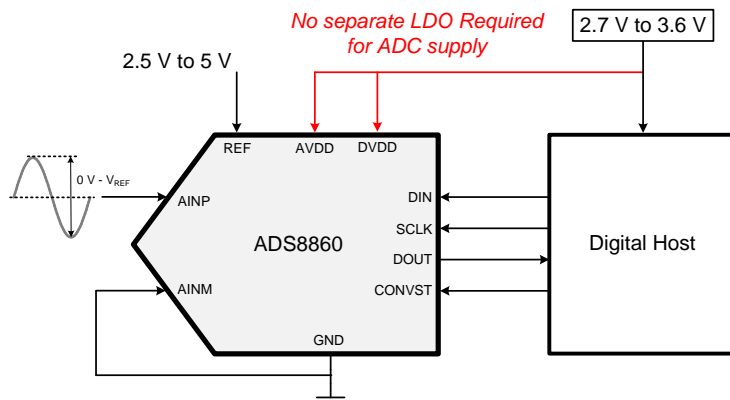 No separate LDO Required
for ADC supply
2.7 V to 3.6 V
2.5 V to 5 V
REF
AVDD
DVDD
0 V - VREF
AINP
DIN
SCLK
ADS8860
Digital Host
DOUT
AINM
CONVST
GND